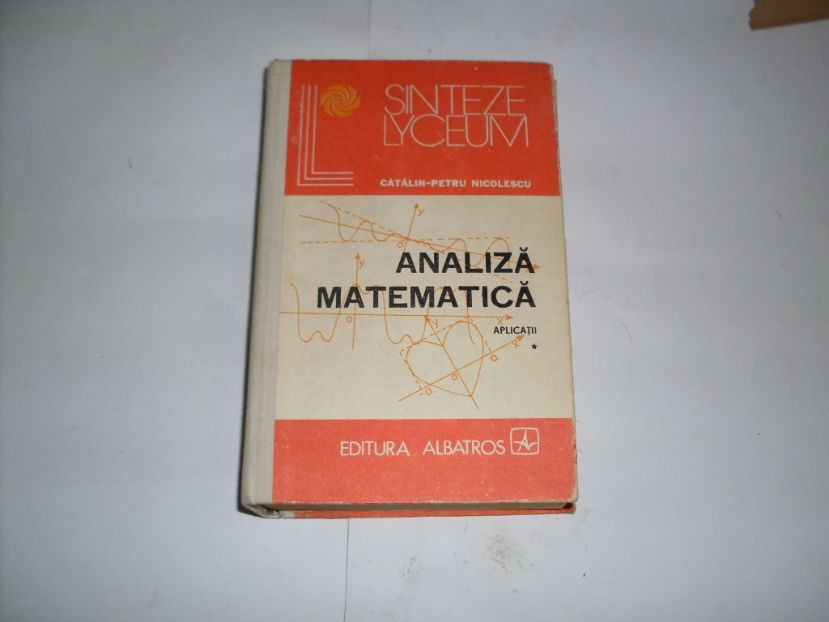 SINTEZE
LYCEUM
CĂTĂLIN-PETRU NICOLESCU
ANALIZĂ
MATEMATICĂ
APLICAȚII
*
EDITURA ALBATROS